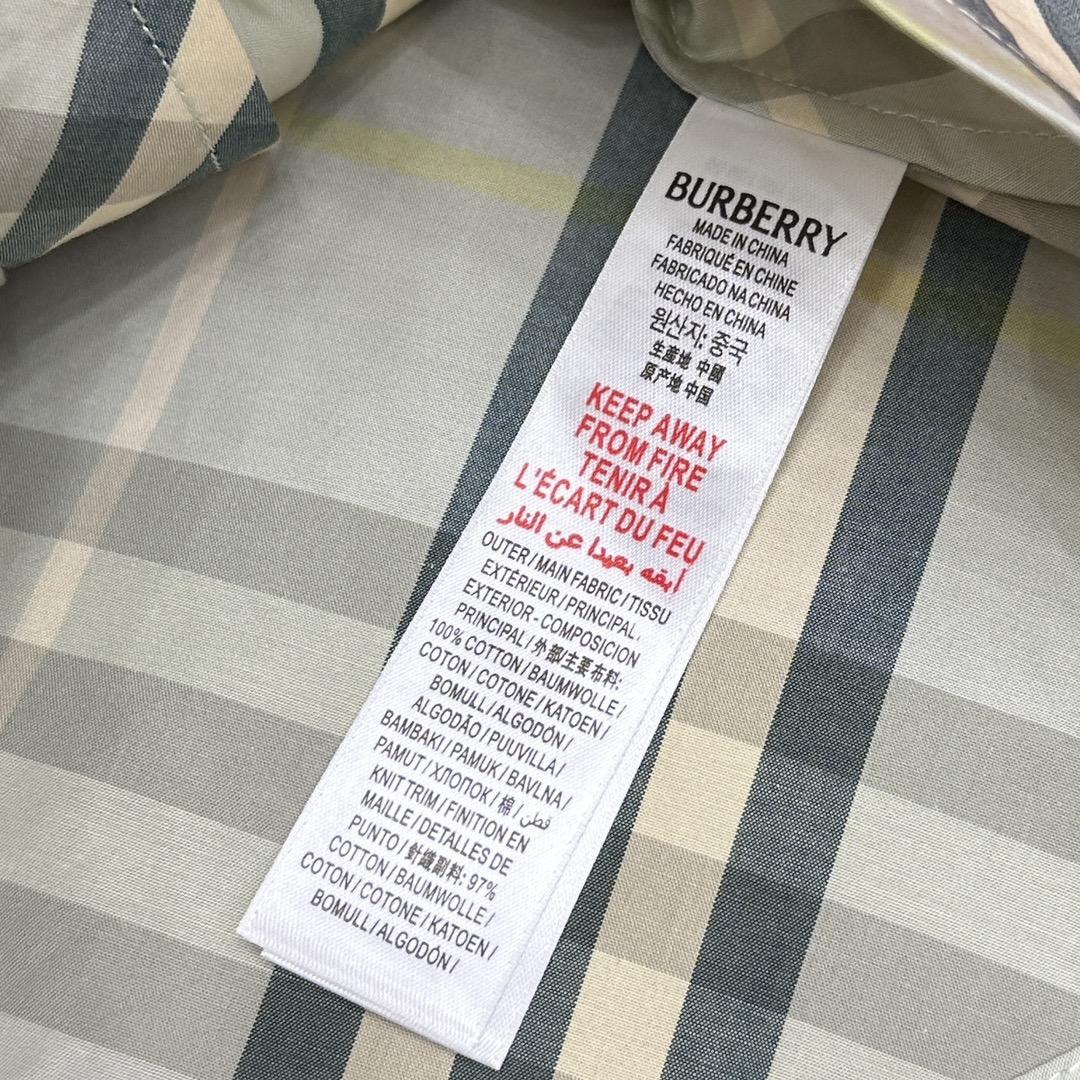 BURBERRY
MADE IN CHINA
FABRIQUÉ EN CHINE
FABRICADO NA CHINA
HECHO EN CHINA
원산지: 중국
生産地 中國
原产地 中国
KEEP AWAY
FROM FIRE
TENIR À
L'ÉCART DU FEU
أبقه بعيدا عن النار
OUTER / MAIN FABRIC / TISSU
EXTÉRIEUR / PRINCIPAL,
EXTERIOR - COMPOSICION
PRINCIPAL / 外部/主要布料:
100% COTTON / BAUMWOLLE /
COTON / COTONE / KATOEN /
BOMULL / ALGODÓN /
ALGODÃO / PUUVILLA /
BAMBAKI / PAMUK / BAVLNA /
PAMUT / ХЛОПОК / 棉 / قطن
KNIT TRIM / FINITION EN
MAILLE / DETALLES DE
PUNTO / 針織副料: 97%
COTTON / BAUMWOLLE /
COTON / COTONE / KATOEN /
BOMULL / ALGODÓN /